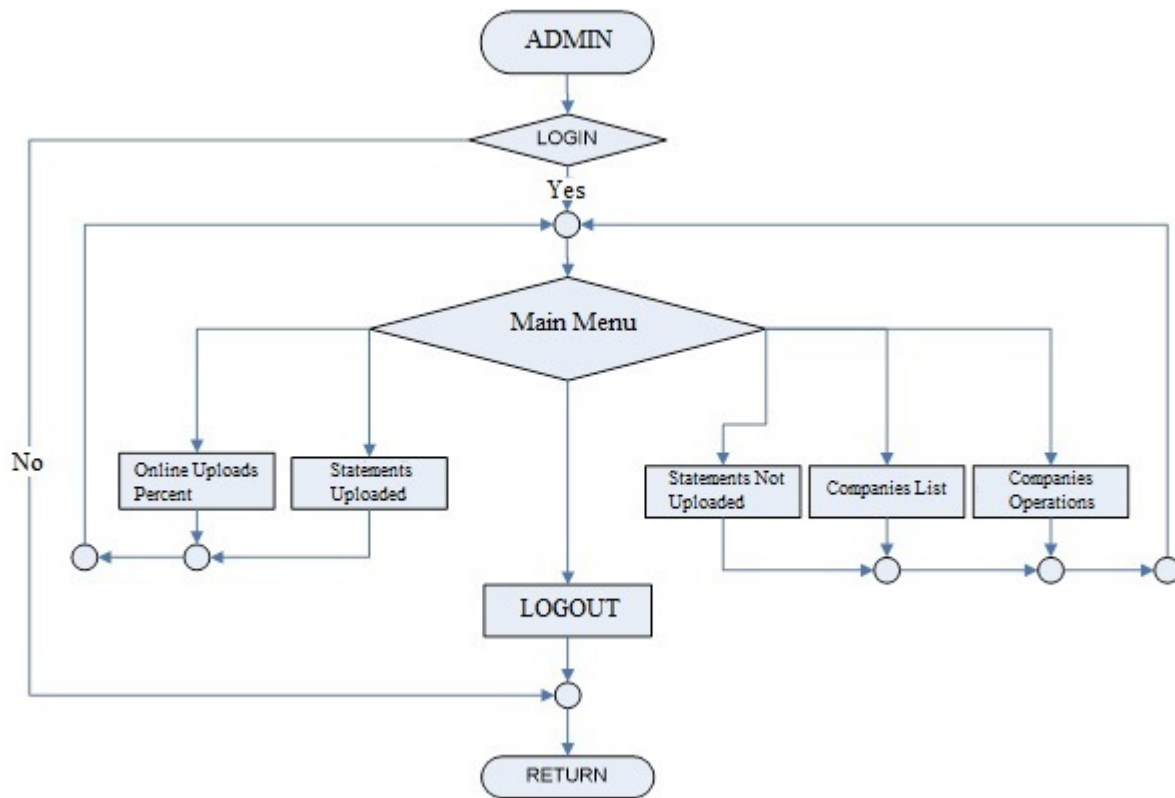 ADMIN
LOGIN
Yes
Main Menu
No
Online Uploads
Percent
Statements
Uploaded
Statements Not
Uploaded
Companies List
Companies
Operations
LOGOUT
RETURN